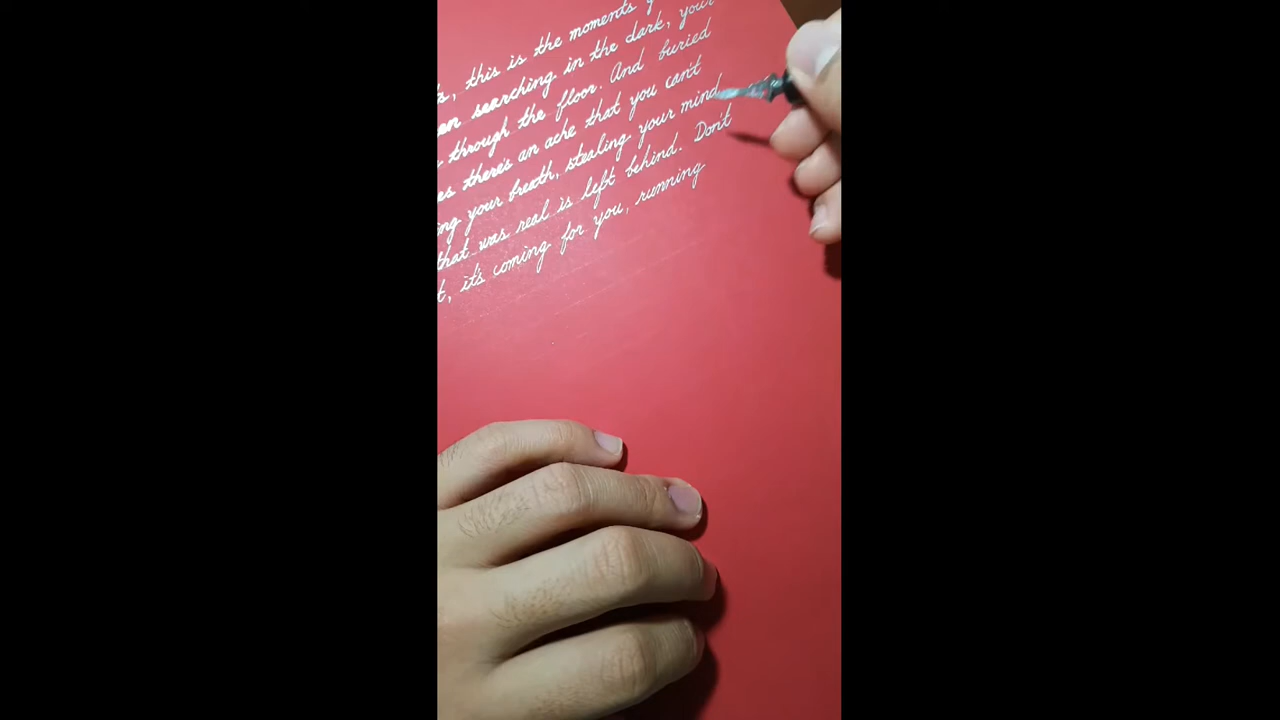 this is the moments
searching in the dark, your
through the floor. And buried
there's an ache that you can't
your breath, stealing your mind
that was real is left behind. Don't
it's coming for you, running